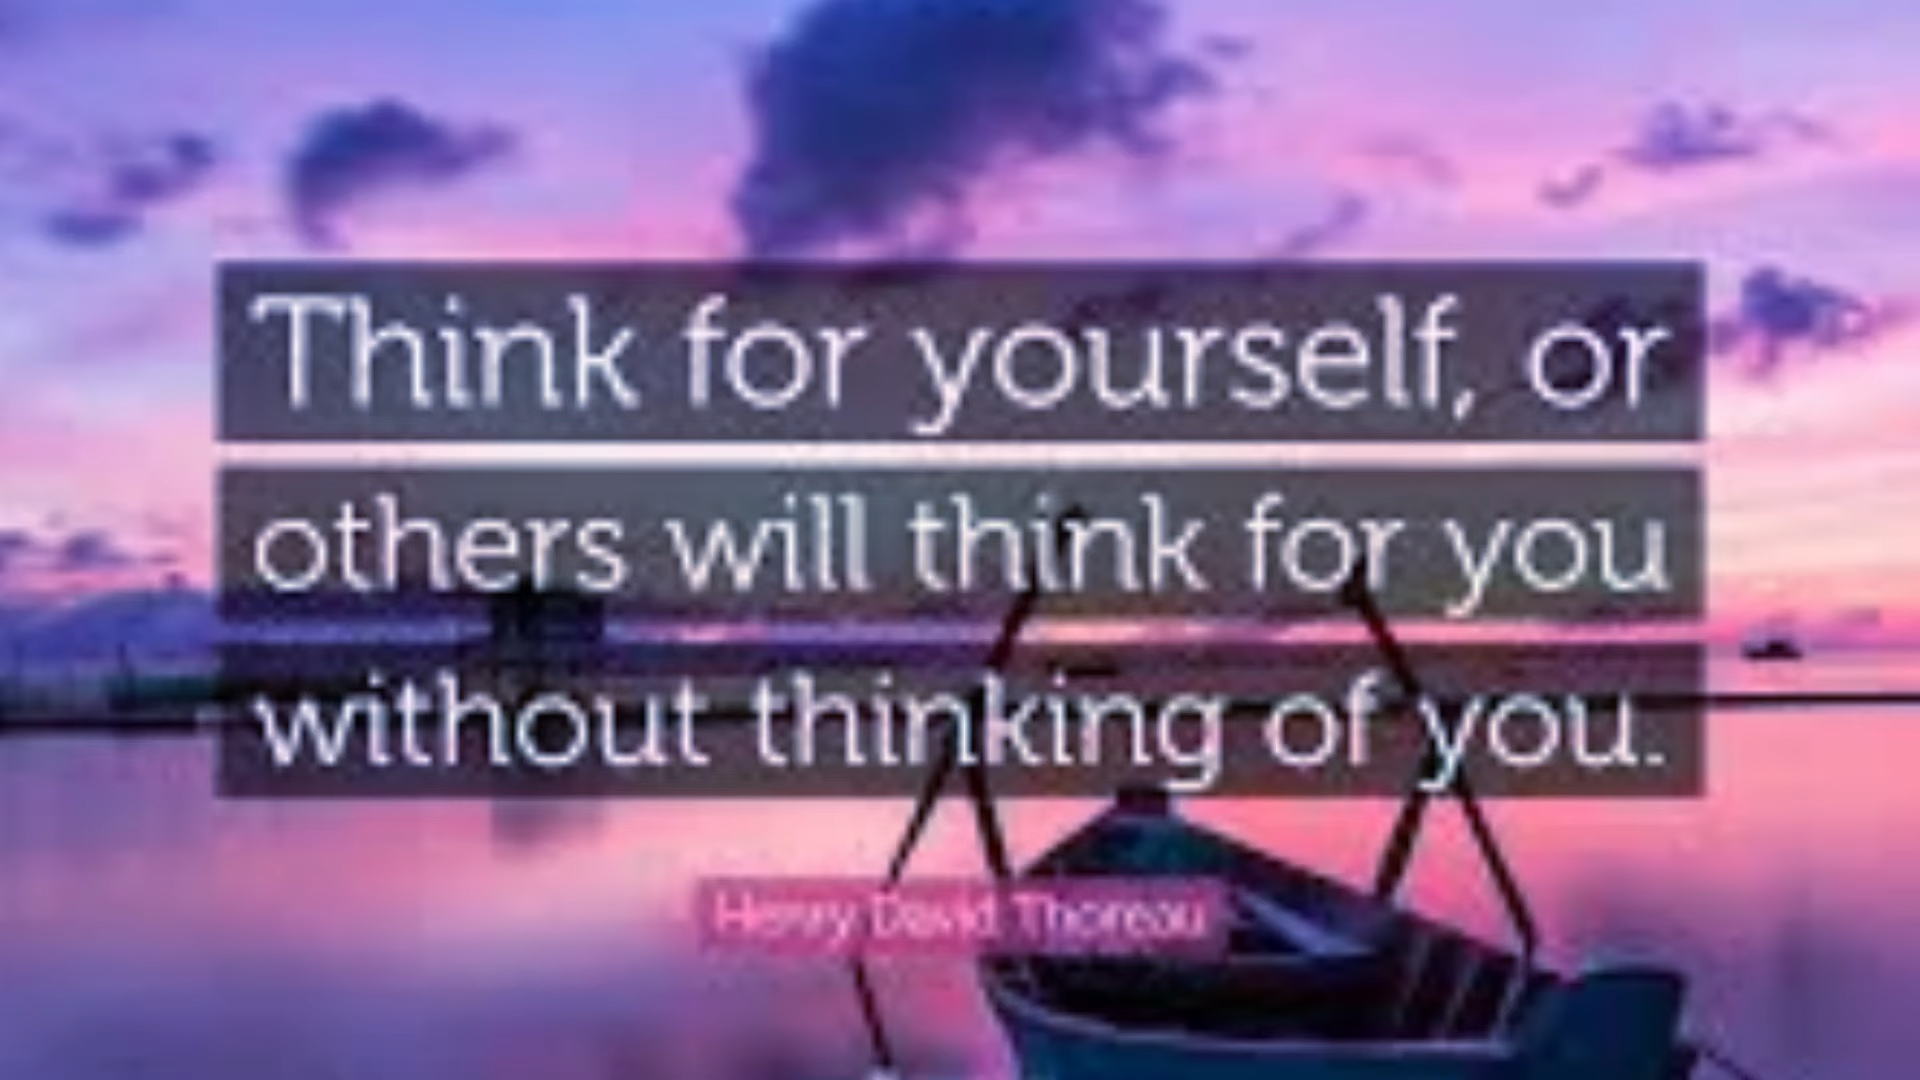 Think for yourself, or
others will think for you
without thinking of you.
Henry David Thoreau